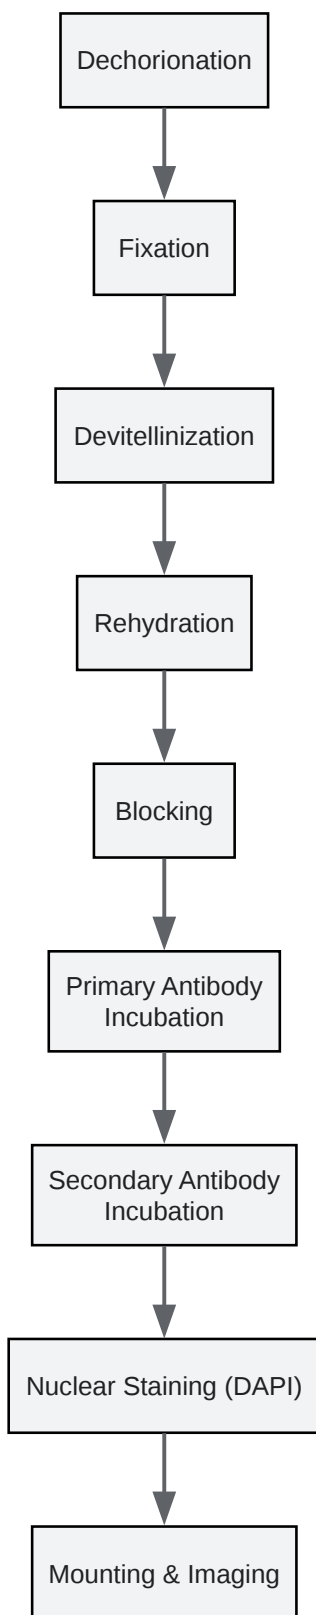 Dechorionation
Fixation
Devitellinization
Rehydration
Blocking
Primary Antibody
Incubation
Secondary Antibody
Incubation
Nuclear Staining (DAPI)
Mounting & Imaging